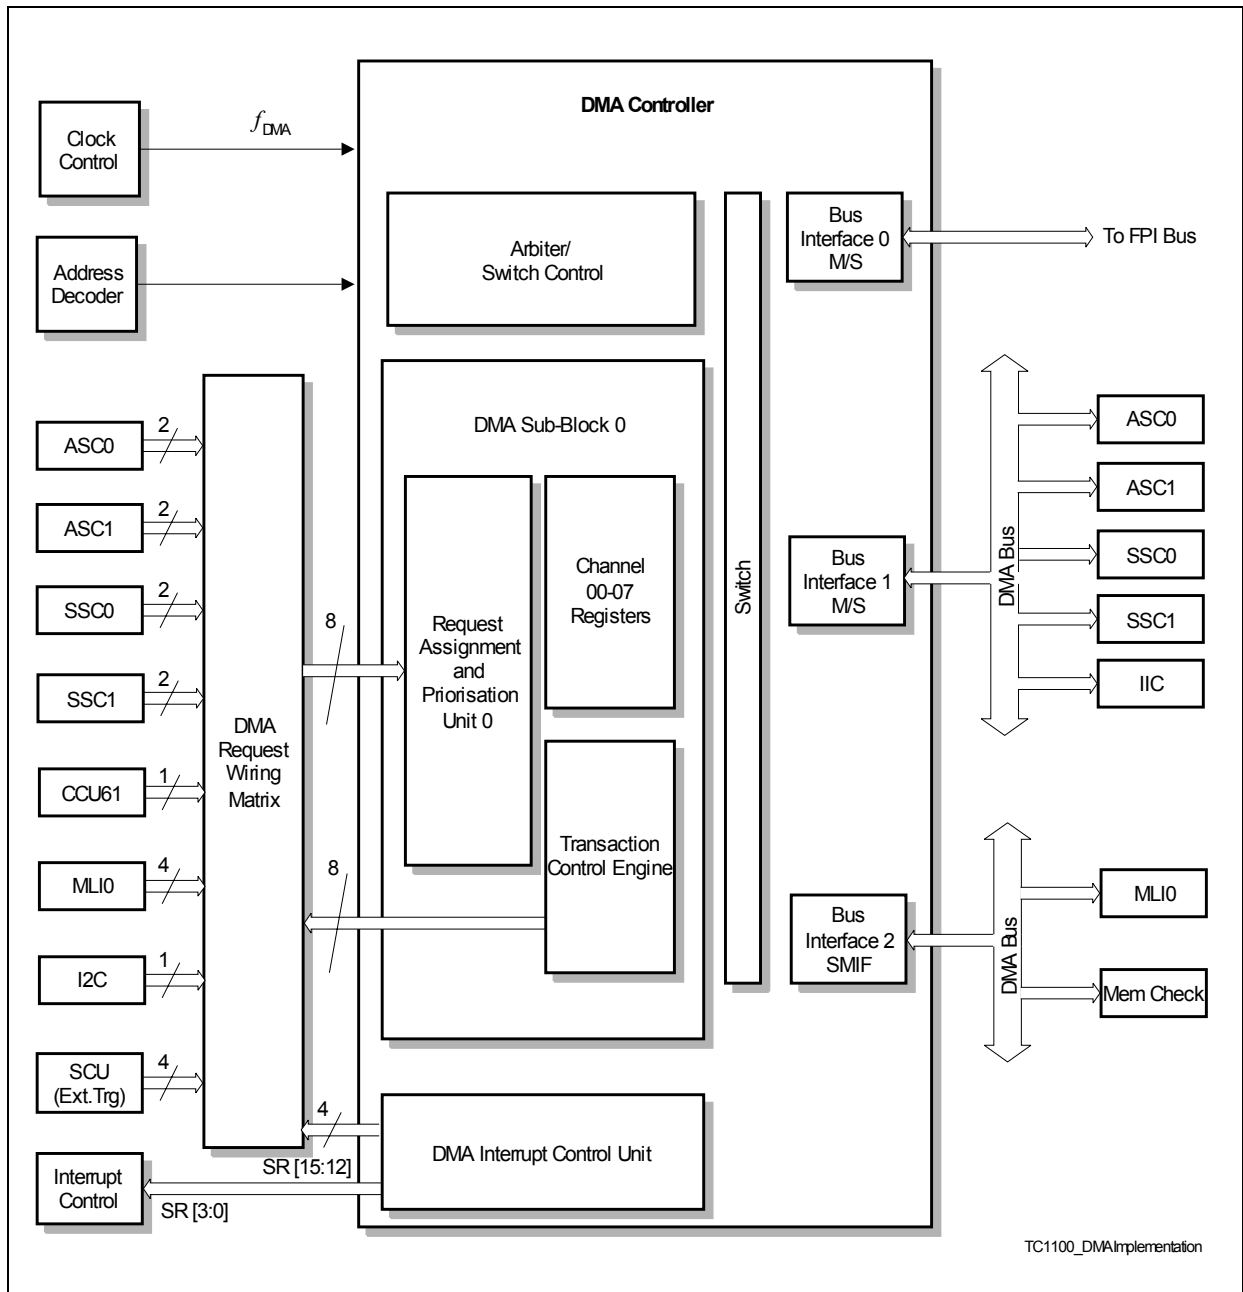 DMA Controller
Clock
Control
f DMA
Address
Decoder
Arbiter/
Switch Control
Bus
Interface 0
M/S
To FPI Bus
DMA Sub-Block 0
ASC0
2
ASC1
2
SSC0
2
SSC1
2
CCU61
1
MLI0
4
I2C
1
SCU
(Ext.Trg)
4
DMA
Request
Wiring
Matrix
8
8
Request
Assignment
and
Priorisation
Unit 0
Channel
00-07
Registers
Transaction
Control Engine
Switch
Bus
Interface 1
M/S
DMA Bus
ASC0
ASC1
SSC0
SSC1
IIC
Bus
Interface 2
SMIF
DMA Bus
MLI0
Mem Check
4
SR [15:12]
DMA Interrupt Control Unit
Interrupt
Control
SR [3:0]
TC1100_DMAImplementation